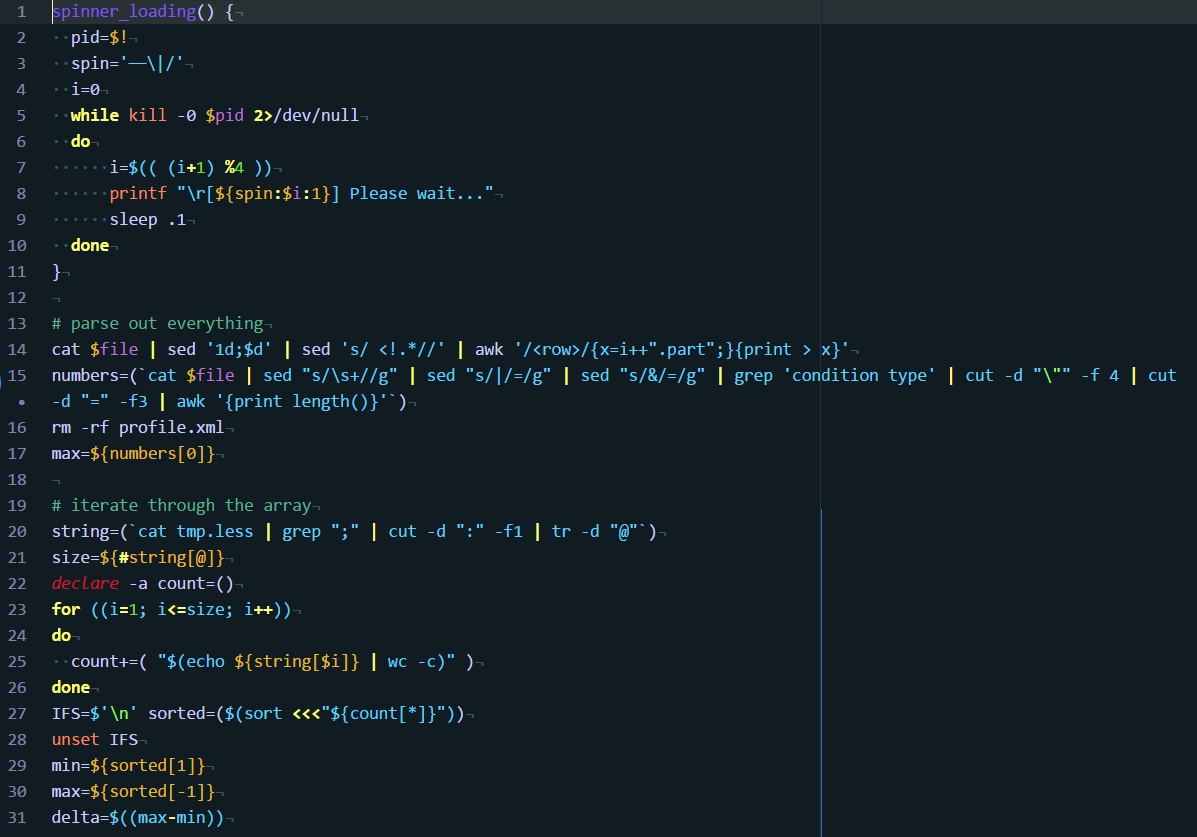 1 spinner_loading() {
2 pid=$!
3 spin='—\|/'
4 i=0
5 while kill -0 $pid 2>/dev/null
6 do
7 i=$(( (i+1) %4 ))
8 printf "\r[${spin:$i:1}] Please wait..."
9 sleep .1
10 done
11 }
12
13 # parse out everything
14 cat $file | sed '1d;$d' | sed 's/ <!.*//' | awk '/<row>/{x=i++".part";}{print > x}'
15 numbers=(`cat $file | sed "s/\s+//g" | sed "s/|/=/g" | sed "s/&/=/g" | grep 'condition type' | cut -d "\"" -f 4 | cut
• -d "=" -f3 | awk '{print length()}'`)
16 rm -rf profile.xml
17 max=${numbers[0]}
18
19 # iterate through the array
20 string=(`cat tmp.less | grep ";" | cut -d ":" -f1 | tr -d "@"`)
21 size=${#string[@]}
22 declare -a count=()
23 for ((i=1; i<=size; i++))
24 do
25 count+=( "$(echo ${string[$i]} | wc -c)" )
26 done
27 IFS=$'\n' sorted=($(sort <<<"${count[*]}"))
28 unset IFS
29 min=${sorted[1]}
30 max=${sorted[-1]}
31 delta=$((max-min))